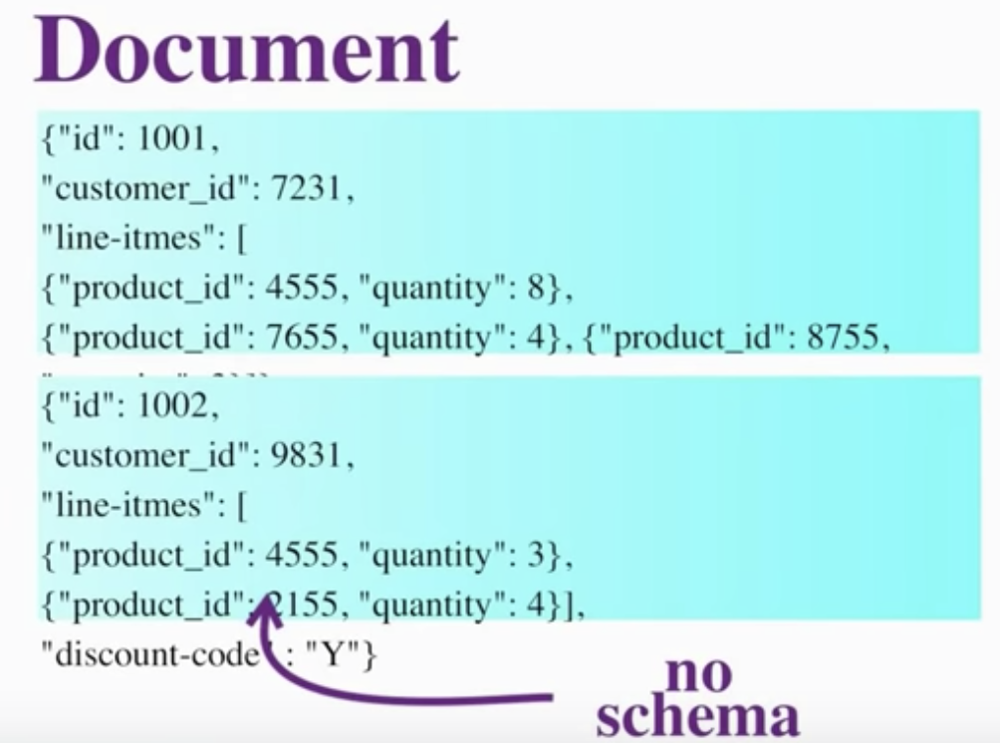 Document
{"id": 1001,
"customer_id": 7231,
"line-itmes": [
{"product_id": 4555, "quantity": 8},
{"product_id": 7655, "quantity": 4}, {"product_id": 8755,
{"id": 1002,
"customer_id": 9831,
"line-itmes": [
{"product_id": 4555, "quantity": 3},
{"product_id": 2155, "quantity": 4}],
"discount-code" : "Y"}
no
schema